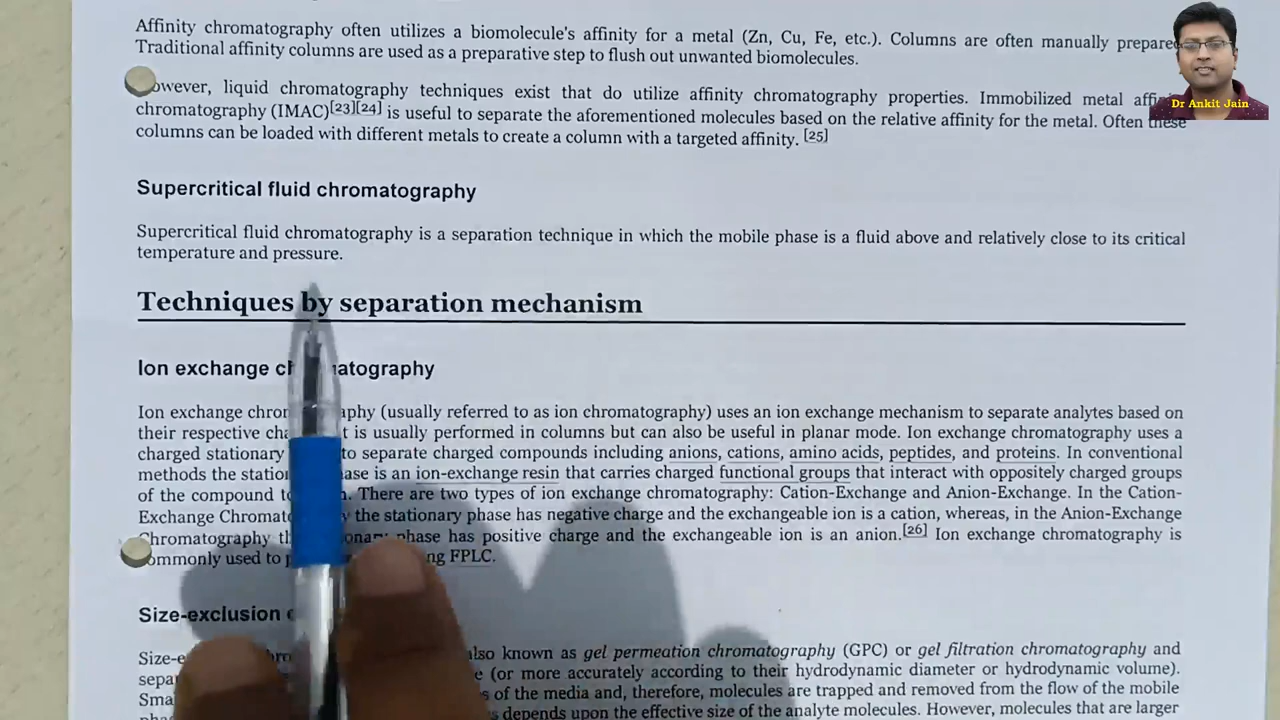 Affinity chromatography often utilizes a biomolecule's affinity for a metal (Zn, Cu, Fe, etc.). Columns are often manually prepared
Traditional affinity columns are used as a preparative step to flush out unwanted biomolecules.
owever, liquid chromatography techniques exist that do utilize affinity chromatography properties. Immobilized metal
chromatography (IMAC)[23][24] is useful to separate the aforementioned molecules based on the relative affinity for the metal. Often these
columns can be loaded with different metals to create a column with a targeted affinity. [25]
Dr Ankit Jain
Supercritical fluid chromatography
Supercritical fluid chromatography is a separation technique in which the mobile phase is a fluid above and relatively close to its critical
temperature and pressure.
Techniques by separation mechanism
Ion exchange ch atography
Ion exchange chro aphy (usually referred to as ion chromatography) uses an ion exchange mechanism to separate analytes based on
their respective cha t is usually performed in columns but can also be useful in planar mode. Ion exchange chromatography uses a
charged stationary to separate charged compounds including anions, cations, amino acids, peptides, and proteins. In conventional
methods the statio ase is an ion-exchange resin that carries charged functional groups that interact with oppositely charged groups
of the compound t . There are two types of ion exchange chromatography: Cation-Exchange and Anion-Exchange. In the Cation-
Exchange Chromat y the stationary phase has negative charge and the exchangeable ion is a cation, whereas, in the Anion-Exchange
Chromatography th onary phase has positive charge and the exchangeable ion is an anion.[26] Ion exchange chromatography is
ommonly used to p ng FPLC.
Size-exclusion
Size-e lso known as gel permeation chromatography (GPC) or gel filtration chromatography and
sepa e (or more accurately according to their hydrodynamic diameter or hydrodynamic volume).
Sma s of the media and, therefore, molecules are trapped and removed from the flow of the mobile
depends upon the effective size of the analyte molecules. However, molecules that are larger